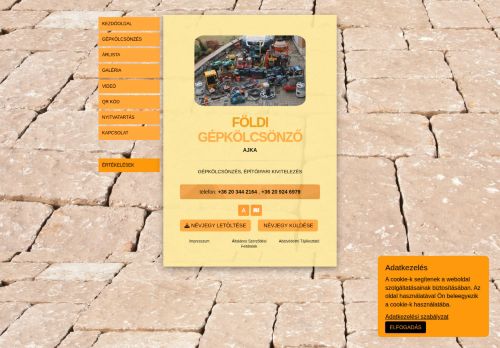 KEZDŐOLDAL
GÉPKÖLCSÖNZÉS
ÁRLISTA
GALÉRIA
VIDEÓ
QR KÓD
NYITVATARTÁS
KAPCSOLAT
ÉRTÉKELÉSEK
FÖLDI
GÉPKÖLCSÖNZŐ
AJKA
GÉPKÖLCSÖNZÉS, ÉPÍTŐIPARI KIVITELEZÉS
telefon: +36 20 344 2164 , +36 20 924 6979
NÉVJEGY LETÖLTÉSE
NÉVJEGY KÜLDÉSE
Impresszum
Általános Szerződési
Feltételek
Adatvédelmi Tájékoztató
Adatkezelés
A cookie-k segítenek a weboldal
szolgáltatásainak biztosításában. Az
oldal használatával Ön beleegyezik
a cookie-k használatába.
Adatkezelési szabályzat
ELFOGADÁS